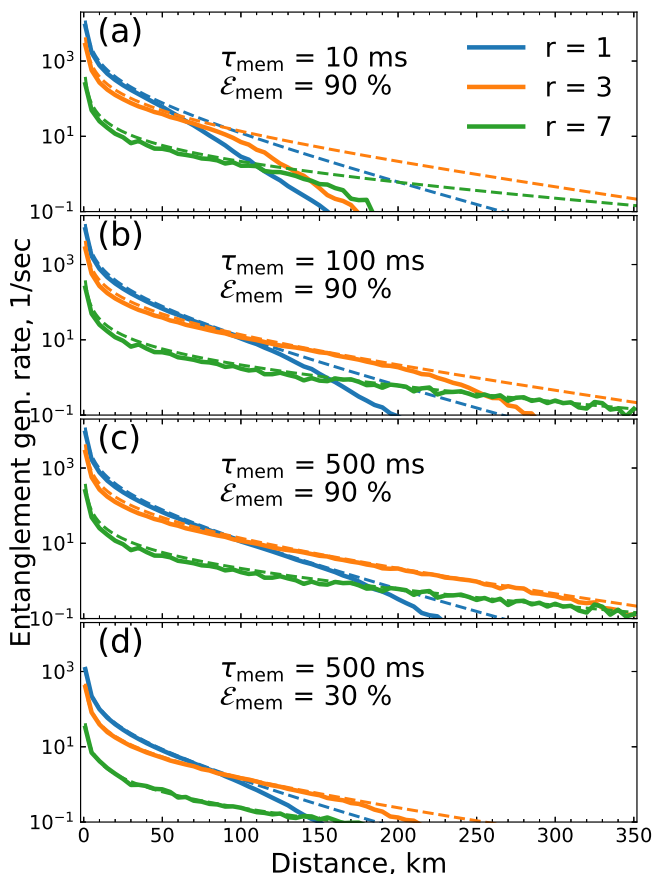 Entanglement gen. rate, 1/sec
(a)
τmem = 10 ms
ℰmem = 90 %
r = 1
r = 3
r = 7
10³
10¹
10⁻¹
(b)
τmem = 100 ms
ℰmem = 90 %
10³
10¹
10⁻¹
(c)
τmem = 500 ms
ℰmem = 90 %
10³
10¹
10⁻¹
(d)
τmem = 500 ms
ℰmem = 30 %
10³
10¹
10⁻¹
0 50 100 150 200 250 300 350
Distance, km